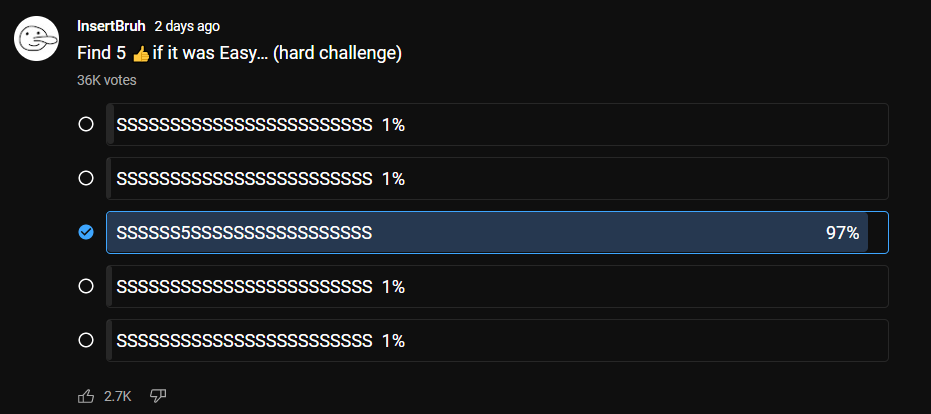 InsertBruh 2 days ago
Find 5 👍if it was Easy... (hard challenge)
36K votes
SSSSSSSSSSSSSSSSSSSSSSSS 1%
SSSSSSSSSSSSSSSSSSSSSSSS 1%
SSSSSS5SSSSSSSSSSSSSSSSS 97%
SSSSSSSSSSSSSSSSSSSSSSSS 1%
SSSSSSSSSSSSSSSSSSSSSSSS 1%
2.7K